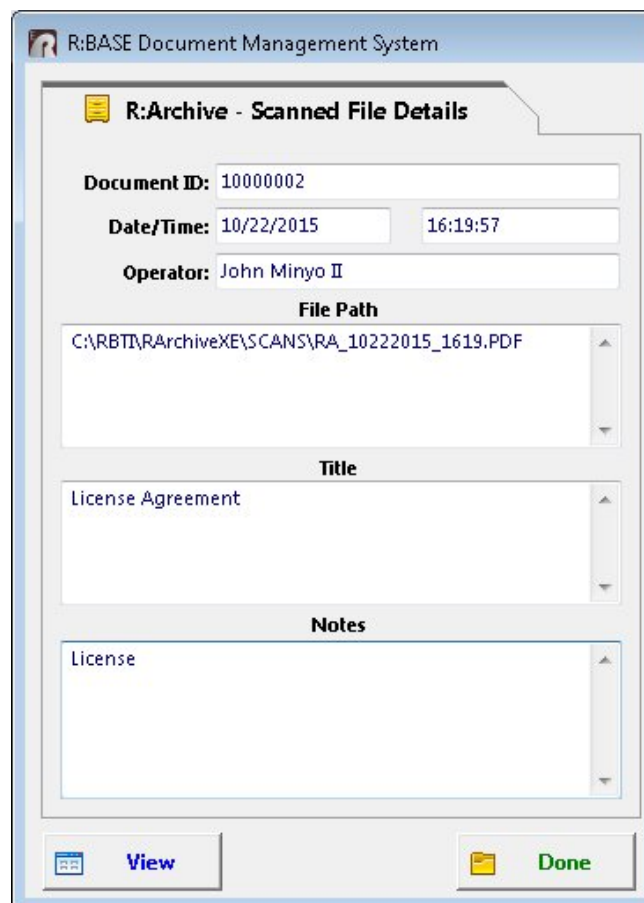 R:BASE Document Management System
R:Archive - Scanned File Details
Document ID: 10000002
Date/Time: 10/22/2015 16:19:57
Operator: John Minyo II
File Path
C:\RBTI\RArchiveXE\SCANS\RA_10222015_1619.PDF
Title
License Agreement
Notes
License
View Done